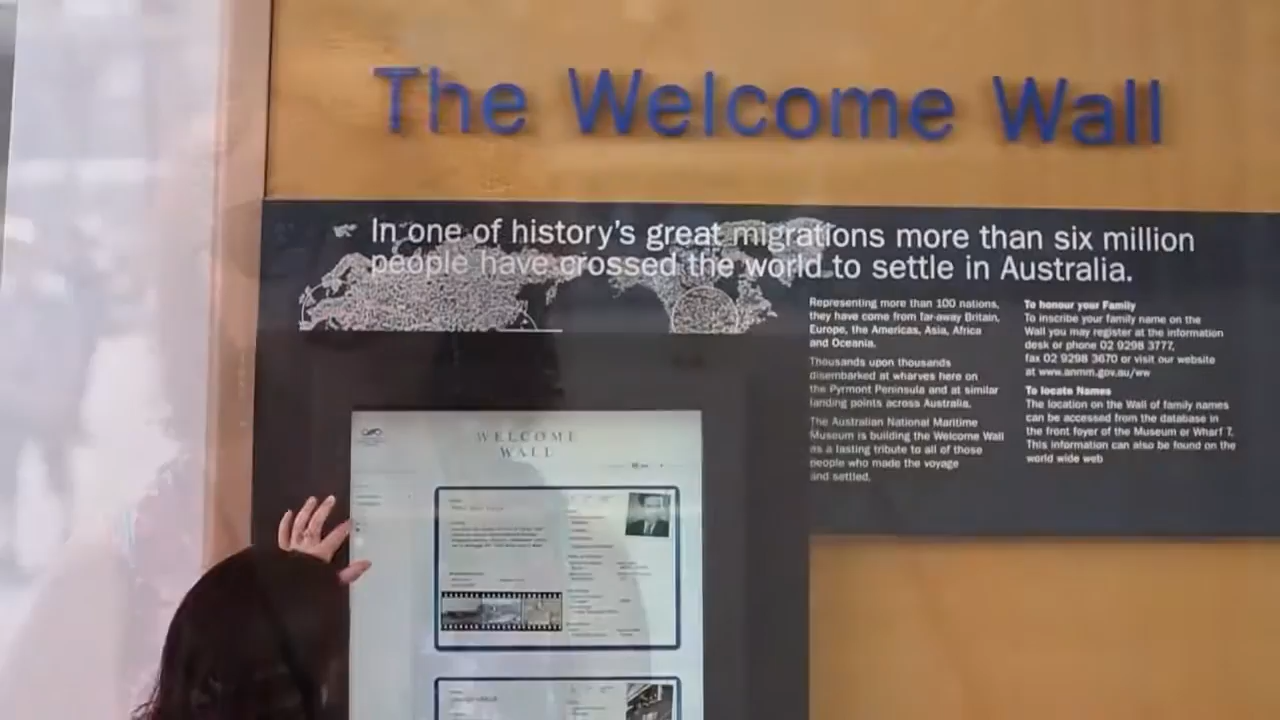 The Welcome Wall
In one of history's great migrations more than six million
people have crossed the world to settle in Australia.
Representing more than 100 nations,
they have come from far-away Britain,
Europe, the Americas, Asia, Africa
and Oceania.
Thousands upon thousands
disembarked at wharves here on
the Pyrmont Peninsula and at similar
landing points across Australia.
The Australian National Maritime
Museum is building the Welcome Wall
as a lasting tribute to all of those
people who made the voyage
and settled.
To honour your Family
To inscribe your family name on the
Wall you may register at the information
desk or phone 02 9298 3777,
fax 02 9298 3670 or visit our website
at www.anmm.gov.au/ww
To locate Names
The location on the Wall of family names
can be accessed from the database in
the front foyer of the Museum or Wharf 7.
This information can also be found on the
world wide web
WELCOME
WALL